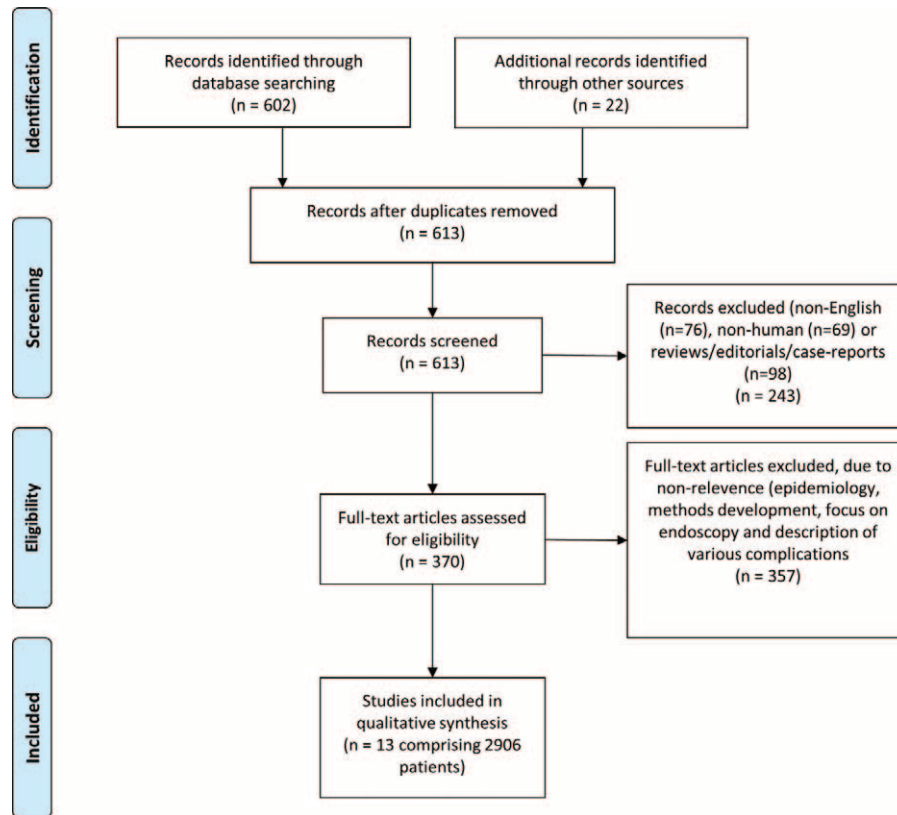 Identification
Records identified through
database searching
(n = 602)
Additional records identified
through other sources
(n = 22)
Records after duplicates removed
(n = 613)
Screening
Records screened
(n = 613)
Records excluded (non-English
(n=76), non-human (n=69) or
reviews/editorials/case-reports
(n=98)
(n = 243)
Eligibility
Full-text articles assessed
for eligibility
(n = 370)
Full-text articles excluded, due to
non-relevence (epidemiology,
methods development, focus on
endoscopy and description of
various complications
(n = 357)
Included
Studies included in
qualitative synthesis
(n = 13 comprising 2906
patients)